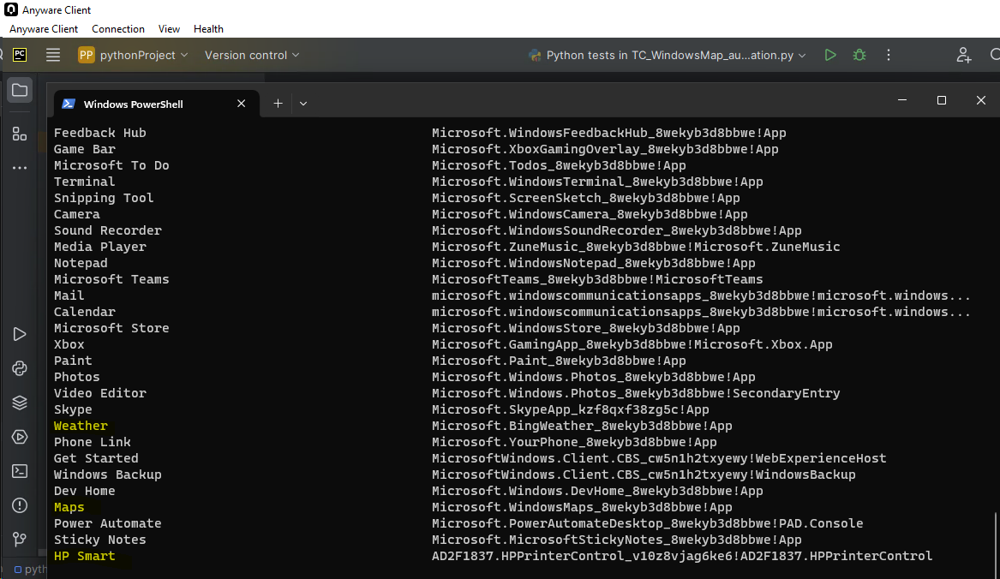 Anyware Client
Anyware Client Connection View Health
PC PP pythonProject Version control Python tests in TC_WindowsMap_au...ation.py
Windows PowerShell
Feedback Hub Microsoft.WindowsFeedbackHub_8wekyb3d8bbwe!App
Game Bar Microsoft.XboxGamingOverlay_8wekyb3d8bbwe!App
Microsoft To Do Microsoft.Todos_8wekyb3d8bbwe!App
Terminal Microsoft.WindowsTerminal_8wekyb3d8bbwe!App
Snipping Tool Microsoft.ScreenSketch_8wekyb3d8bbwe!App
Camera Microsoft.WindowsCamera_8wekyb3d8bbwe!App
Sound Recorder Microsoft.WindowsSoundRecorder_8wekyb3d8bbwe!App
Media Player Microsoft.ZuneMusic_8wekyb3d8bbwe!Microsoft.ZuneMusic
Notepad Microsoft.WindowsNotepad_8wekyb3d8bbwe!App
Microsoft Teams MicrosoftTeams_8wekyb3d8bbwe!MicrosoftTeams
Mail microsoft.windowscommunicationsapps_8wekyb3d8bbwe!microsoft.windows...
Calendar microsoft.windowscommunicationsapps_8wekyb3d8bbwe!microsoft.windows...
Microsoft Store Microsoft.WindowsStore_8wekyb3d8bbwe!App
Xbox Microsoft.GamingApp_8wekyb3d8bbwe!Microsoft.Xbox.App
Paint Microsoft.Paint_8wekyb3d8bbwe!App
Photos Microsoft.Windows.Photos_8wekyb3d8bbwe!App
Video Editor Microsoft.Windows.Photos_8wekyb3d8bbwe!SecondaryEntry
Skype Microsoft.SkypeApp_kzf8qxf38zg5c!App
Weather Microsoft.BingWeather_8wekyb3d8bbwe!App
Phone Link Microsoft.YourPhone_8wekyb3d8bbwe!App
Get Started MicrosoftWindows.Client.CBS_cw5n1h2txyewy!WebExperienceHost
Windows Backup MicrosoftWindows.Client.CBS_cw5n1h2txyewy!WindowsBackup
Dev Home Microsoft.Windows.DevHome_8wekyb3d8bbwe!App
Maps Microsoft.WindowsMaps_8wekyb3d8bbwe!App
Power Automate Microsoft.PowerAutomateDesktop_8wekyb3d8bbwe!PAD.Console
Sticky Notes Microsoft.MicrosoftStickyNotes_8wekyb3d8bbwe!App
HP Smart AD2F1837.HPPrinterControl_v10z8vjag6ke6!AD2F1837.HPPrinterControl
pyth